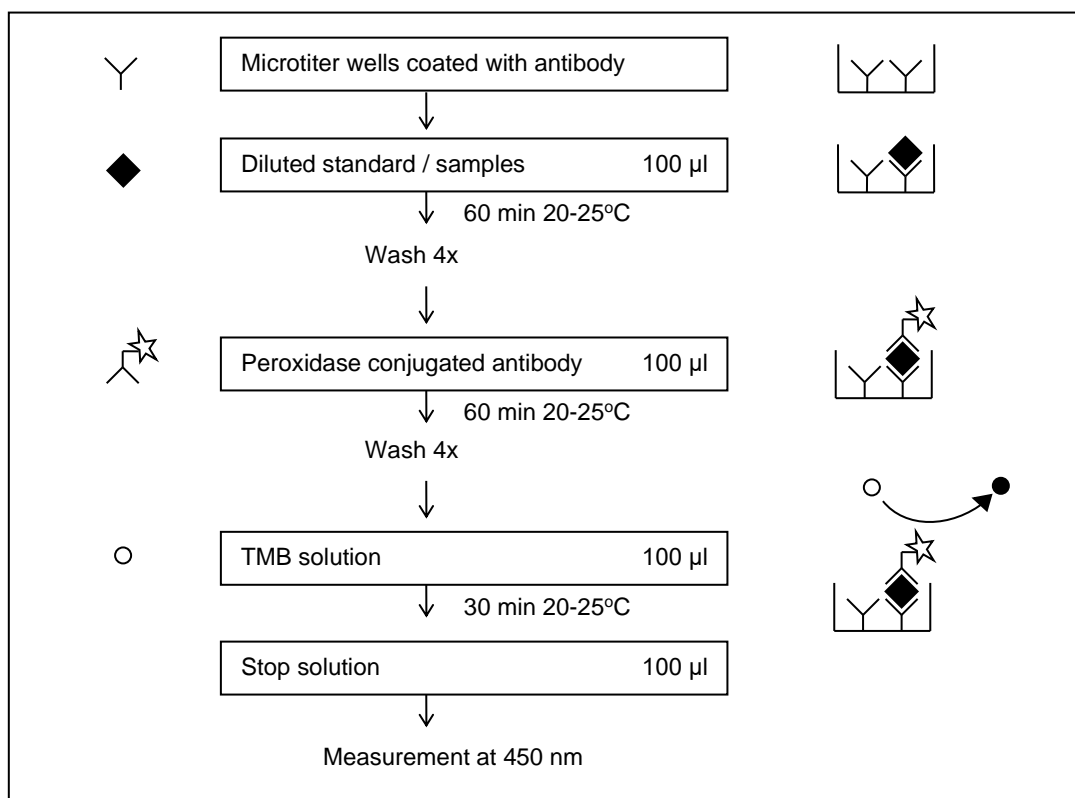 Microtiter wells coated with antibody
Diluted standard / samples 100 µl
60 min 20-25°C
Wash 4x
Peroxidase conjugated antibody 100 µl
60 min 20-25°C
Wash 4x
TMB solution 100 µl
30 min 20-25°C
Stop solution 100 µl
Measurement at 450 nm